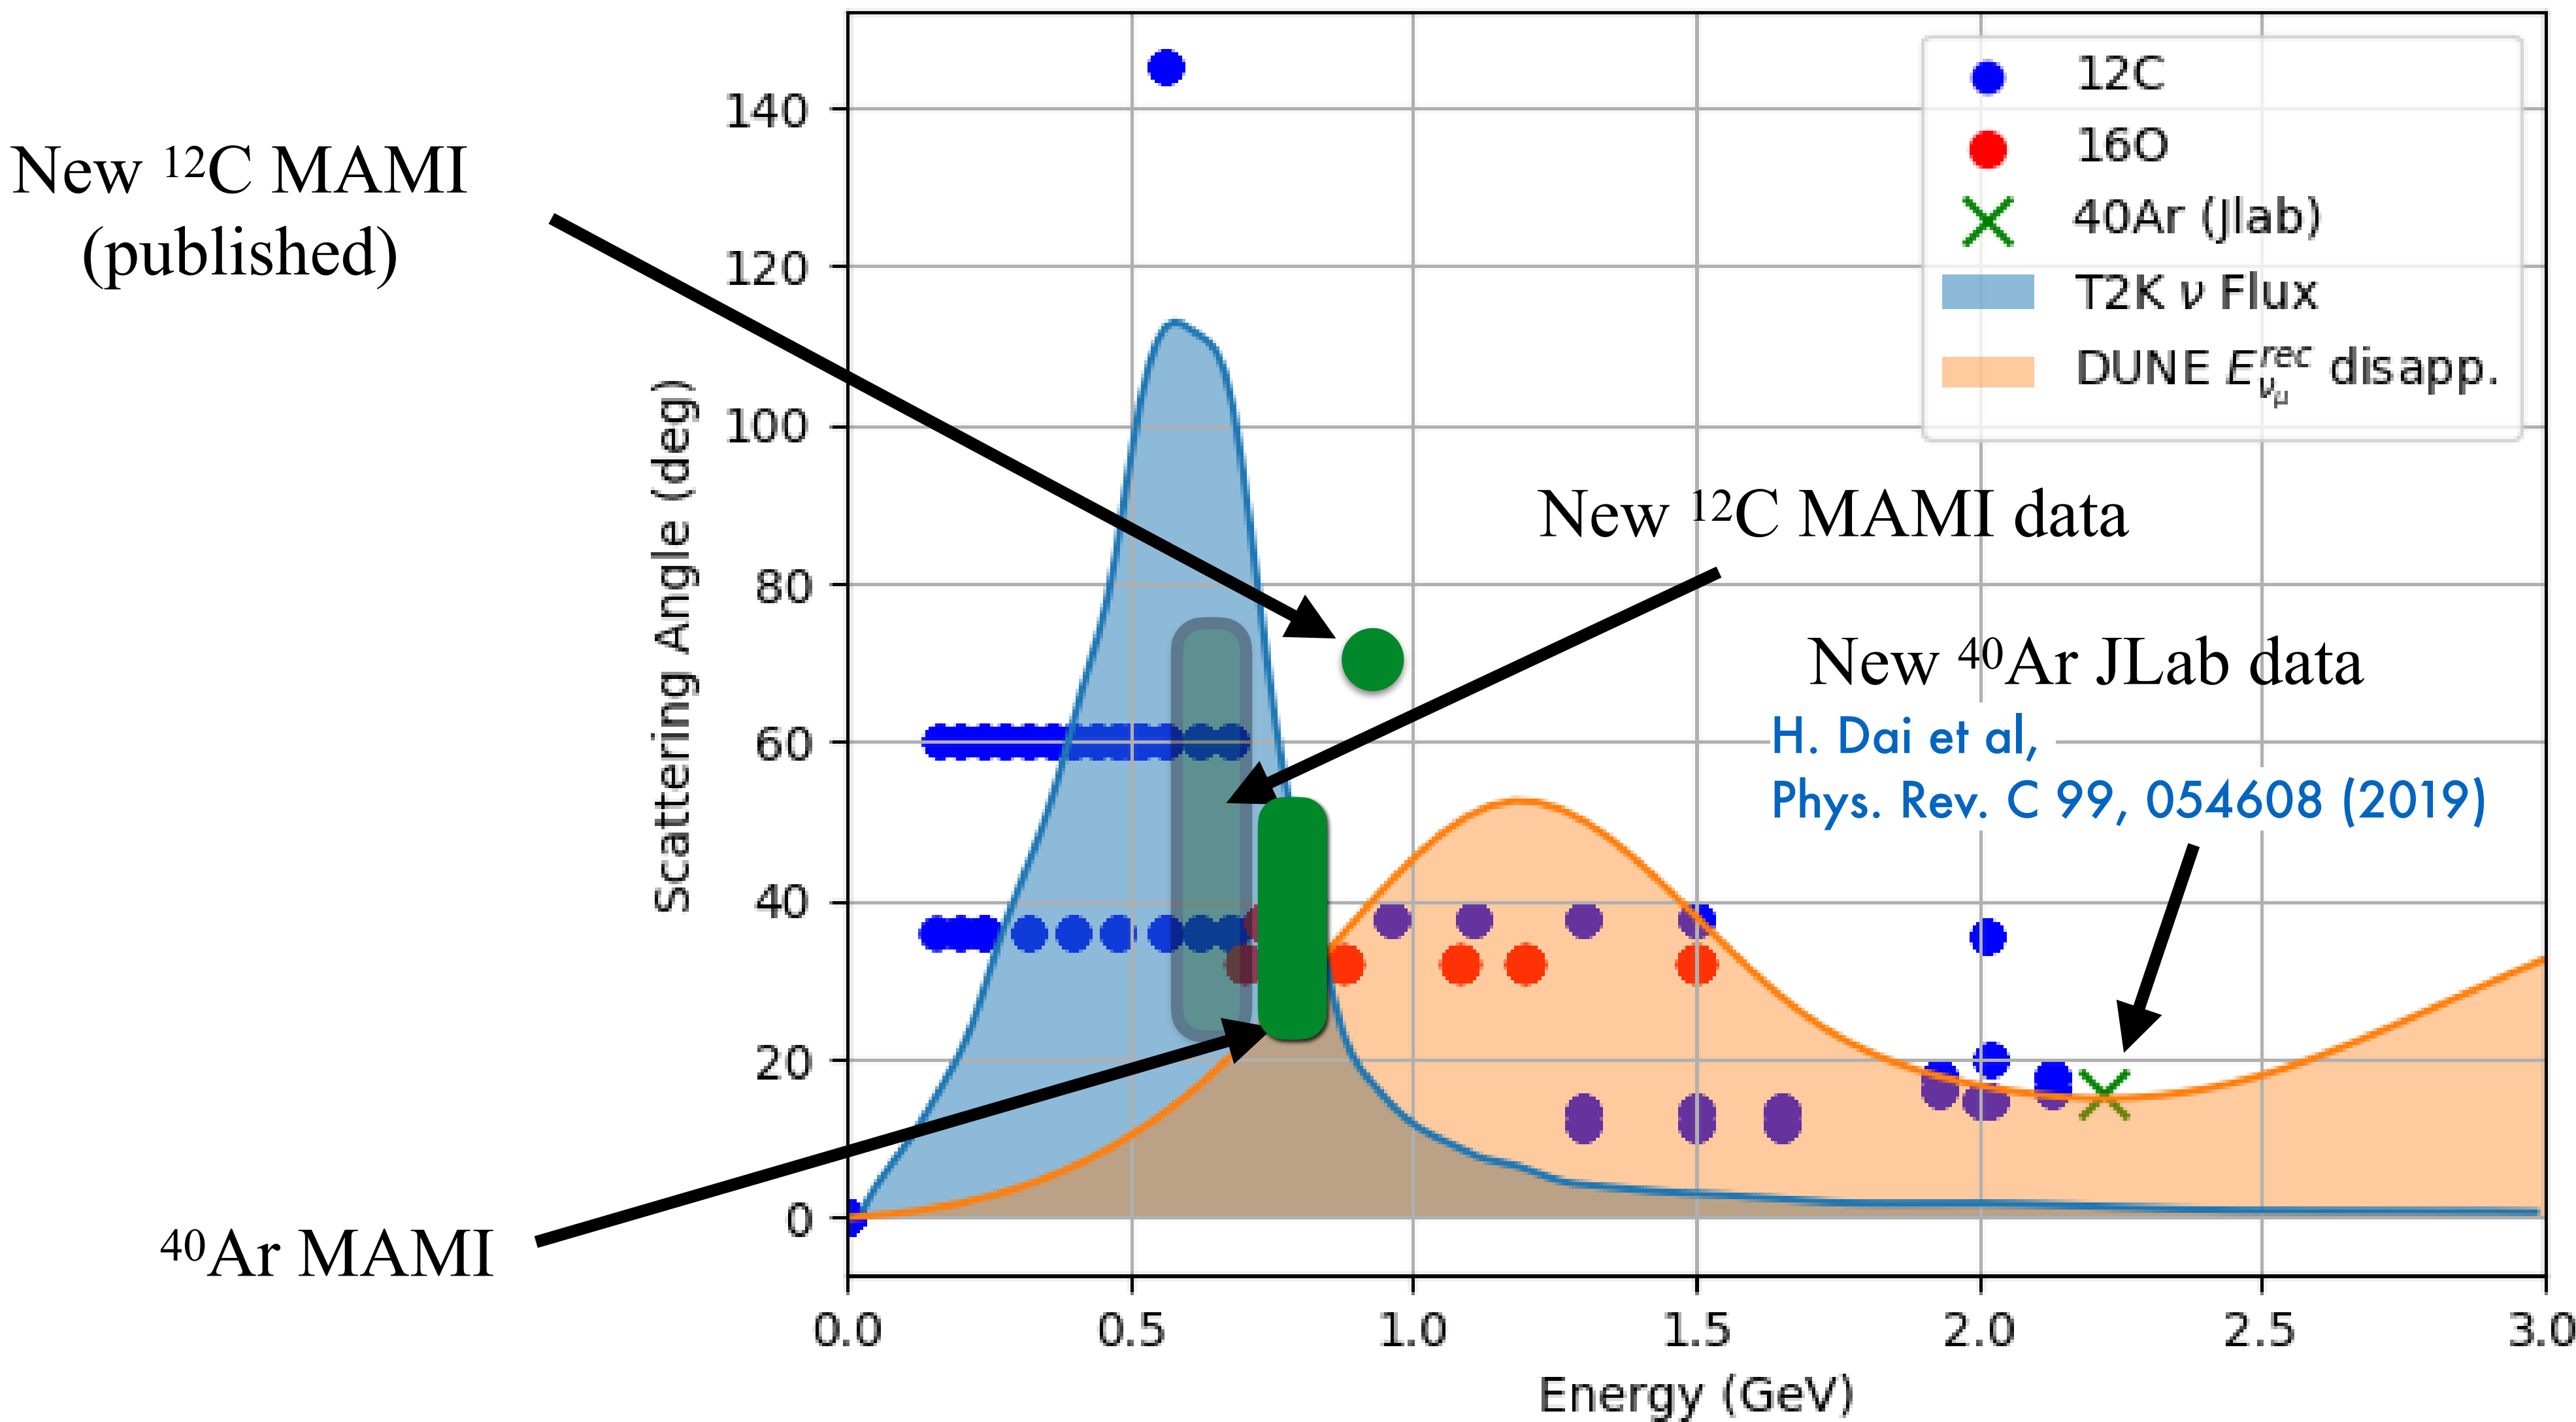 New ¹²C MAMI
(published)
⁴⁰Ar MAMI
Scattering Angle (deg)
140
120
100
80
60
40
20
0
12C
16O
40Ar (Jlab)
T2K ν Flux
DUNE E_{ν_μ}^{rec} disapp.
New ¹²C MAMI data
New ⁴⁰Ar JLab data
H. Dai et al,
Phys. Rev. C 99, 054608 (2019)
0.0 0.5 1.0 1.5 2.0 2.5 3.0
Energy (GeV)